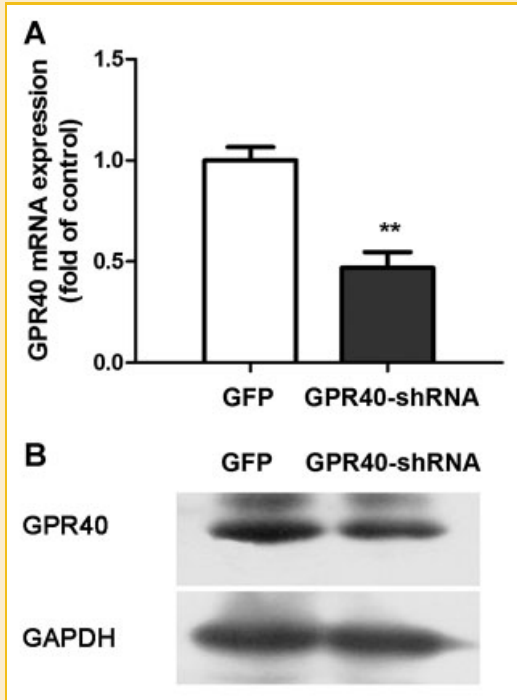 A
GPR40 mRNA expression
(fold of control)
1.5
1.0
0.5
0.0
**
GFP GPR40-shRNA
B
GFP GPR40-shRNA
GPR40
GAPDH